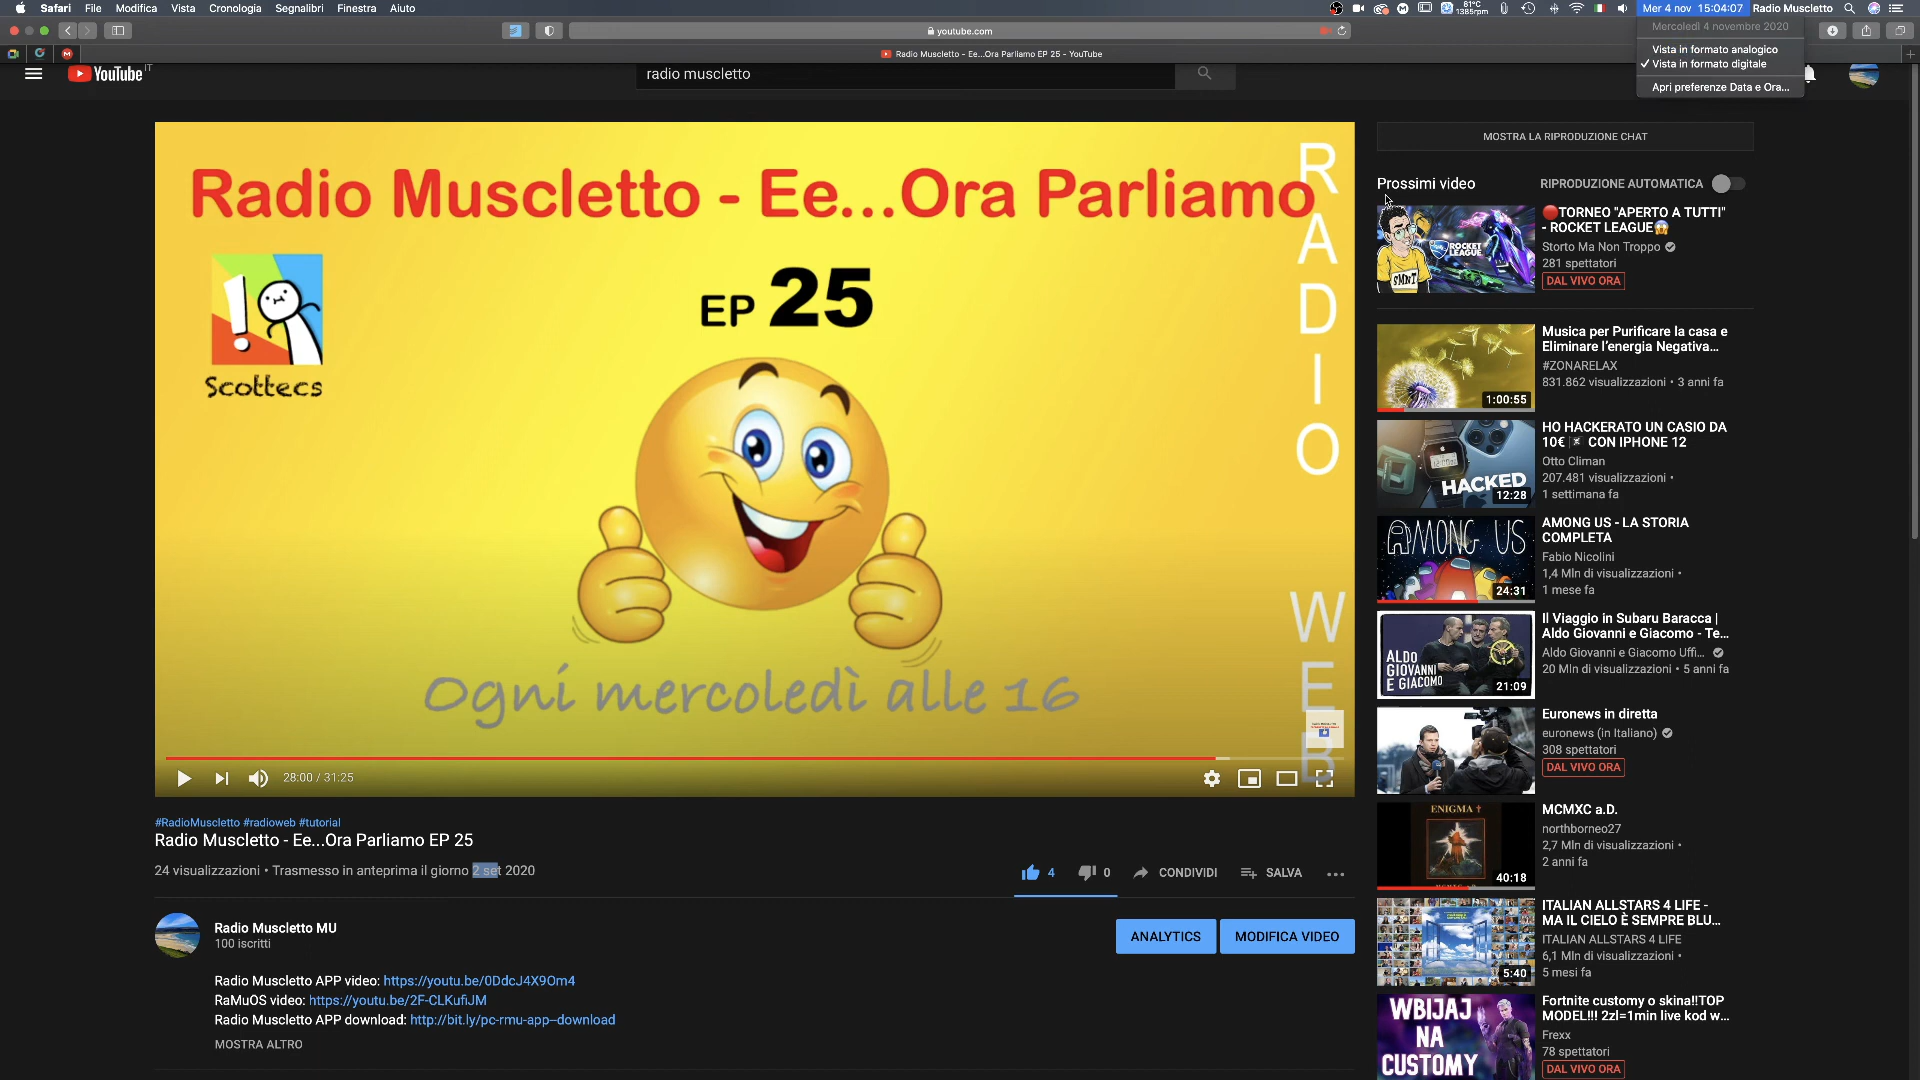 Safari File Modifica Vista Cronologia Segnalibri Finestra Aiuto
81°C
1385rpm
Mer 4 nov 15:04:07 Radio Muscletto
Mercoledì 4 novembre 2020
Vista in formato analogico
✓ Vista in formato digitale
Apri preferenze Data e Ora...
youtube.com
Radio Muscletto - Ee...Ora Parliamo EP 25 - YouTube
YouTube IT
radio muscletto
Radio Muscletto - Ee...Ora Parliamo
EP 25
Scottecs
Ogni mercoledì alle 16
RADIO WEB
28:00 / 31:25
#RadioMuscletto #radioweb #tutorial
Radio Muscletto - Ee...Ora Parliamo EP 25
24 visualizzazioni • Trasmesso in anteprima il giorno 2 set 2020
4 0 CONDIVIDI SALVA
Radio Muscletto MU
100 iscritti
ANALYTICS MODIFICA VIDEO
Radio Muscletto APP video: https://youtu.be/0DdcJ4X9Om4
RaMuOS video: https://youtu.be/2F-CLKufiJM
Radio Muscletto APP download: http://bit.ly/pc-rmu-app--download
MOSTRA ALTRO
MOSTRA LA RIPRODUZIONE CHAT
Prossimi video RIPRODUZIONE AUTOMATICA
ROCKET LEAGUE
SMNT
🔴TORNEO "APERTO A TUTTI"
- ROCKET LEAGUE😱
Storto Ma Non Troppo
281 spettatori
DAL VIVO ORA
1:00:55
Musica per Purificare la casa e
Eliminare l'energia Negativa...
#ZONARELAX
831.862 visualizzazioni • 3 anni fa
HACKED
12:28
HO HACKERATO UN CASIO DA
10€ CON IPHONE 12
Otto Climan
207.481 visualizzazioni •
1 settimana fa
AMONG US
24:31
AMONG US - LA STORIA
COMPLETA
Fabio Nicolini
1,4 Mln di visualizzazioni •
1 mese fa
ALDO
GIOVANNI
E GIACOMO
21:09
Il Viaggio in Subaru Baracca |
Aldo Giovanni e Giacomo - Te...
Aldo Giovanni e Giacomo Uffi...
20 Mln di visualizzazioni • 5 anni fa
Euronews in diretta
euronews (in Italiano)
308 spettatori
DAL VIVO ORA
ENIGMA
40:18
MCMXC a.D.
northborneo27
2,7 Mln di visualizzazioni •
2 anni fa
5:40
ITALIAN ALLSTARS 4 LIFE -
MA IL CIELO È SEMPRE BLU...
ITALIAN ALLSTARS 4 LIFE
6,1 Mln di visualizzazioni •
5 mesi fa
WBIJAJ
NA
CUSTOMY
Fortnite customy o skina!!TOP
MODEL!!! 2zl=1min live kod w...
Frexx
78 spettatori
DAL VIVO ORA